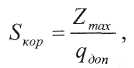 S_кор = Z_max / q_доп ,